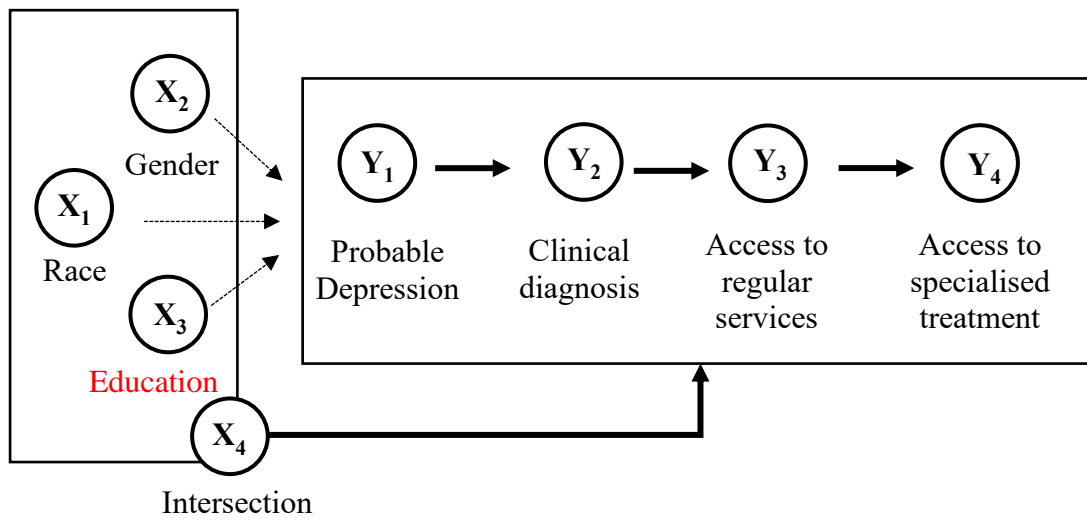 X2
Gender
X1
Race
X3
Education
X4
Intersection
Y1
Probable
Depression
Y2
Clinical
diagnosis
Y3
Access to
regular
services
Y4
Access to
specialised
treatment